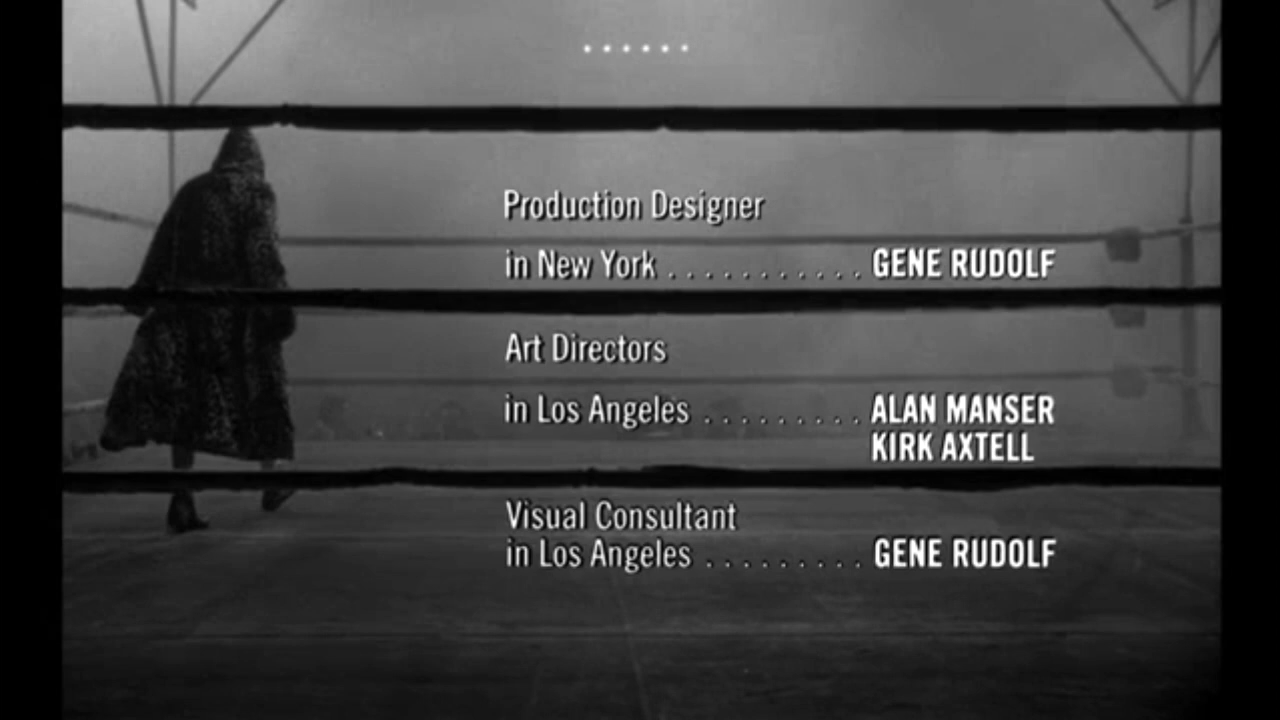 ......
Production Designer
in New York . . . . . . . . . . . GENE RUDOLF
Art Directors
in Los Angeles . . . . . . . . . ALAN MANSER
KIRK AXTELL
Visual Consultant
in Los Angeles . . . . . . . . . GENE RUDOLF